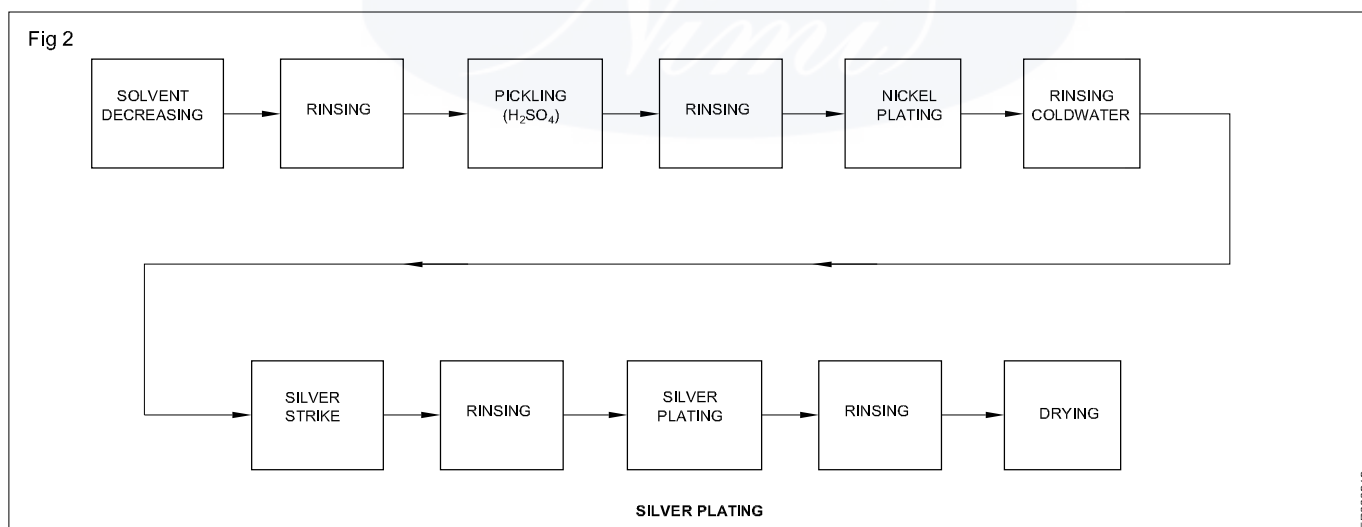 Fig 2
SOLVENT
DECREASING
RINSING
PICKLING
(H₂SO₄)
RINSING
NICKEL
PLATING
RINSING
COLDWATER
SILVER
STRIKE
RINSING
SILVER
PLATING
RINSING
DRYING
SILVER PLATING
Nimi